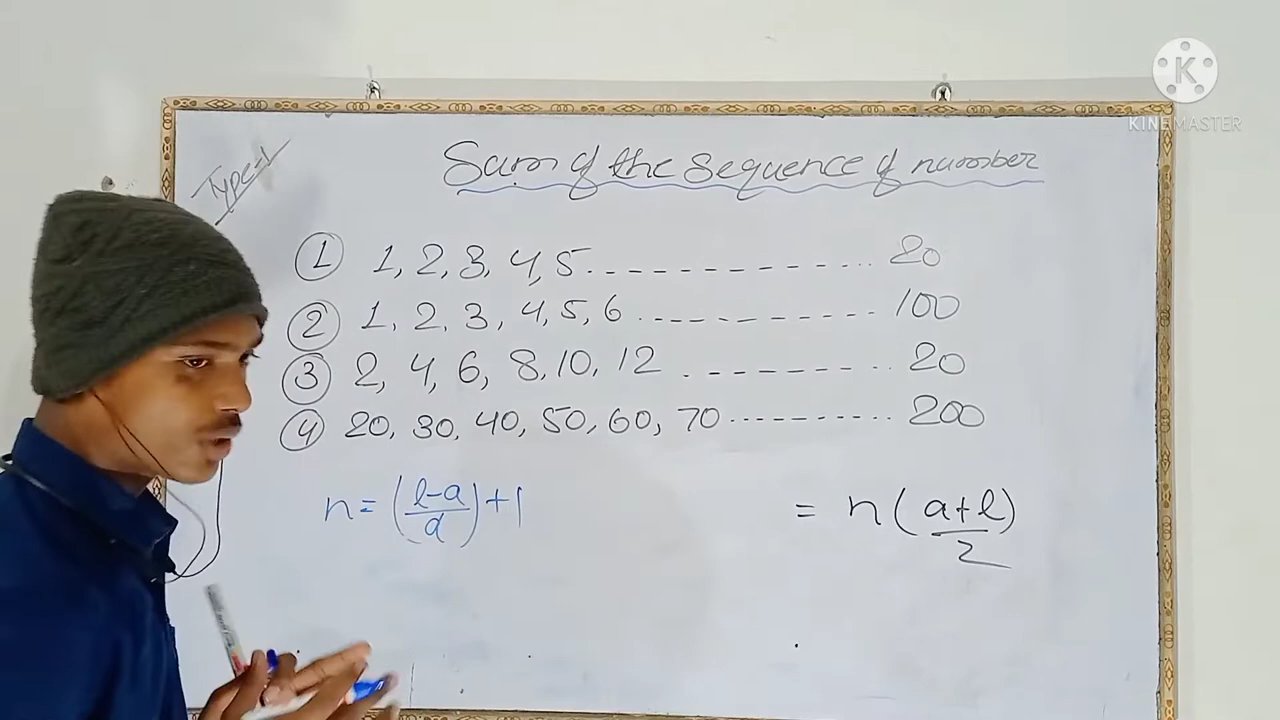 K
KINEMASTER
Type-1
Sum of the Sequence of number
1 1, 2, 3, 4, 5.-------------... 20
2 1, 2, 3, 4, 5, 6 .-----------. 100
3 2, 4, 6, 8, 10, 12 .--------.. 20
4 20, 30, 40, 50, 60, 70 ----------... 200
n = (l-a/d) + 1
= n (a+l/2)